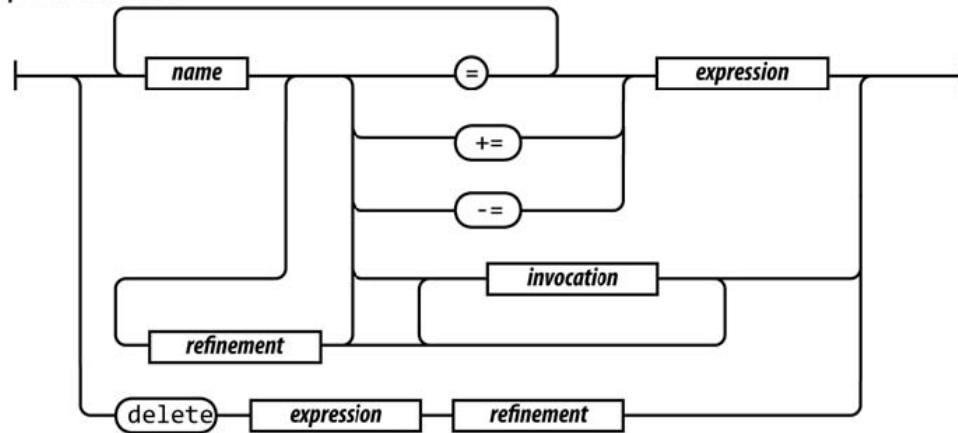 name = expression
+=
-=
invocation
refinement
delete expression refinement